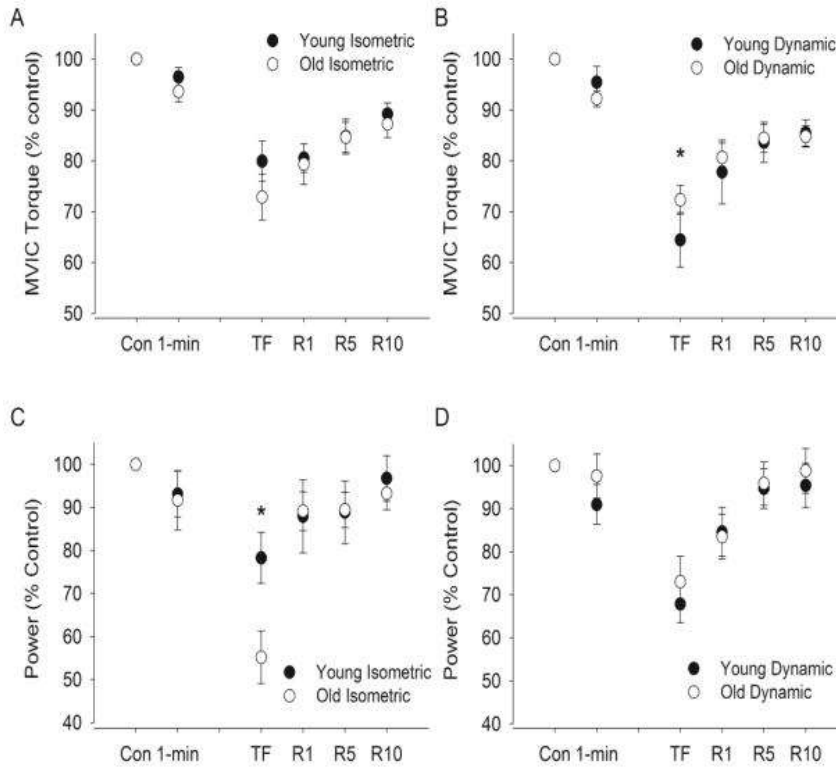 A
MVIC Torque (% control)
100
90
80
70
60
50
Young Isometric
Old Isometric
Con 1-min TF R1 R5 R10
B
MVIC Torque (% control)
100
90
80
70
60
50
Young Dynamic
Old Dynamic
*
Con 1-min TF R1 R5 R10
C
Power (% Control)
100
90
80
70
60
50
40
*
Young Isometric
Old Isometric
Con 1-min TF R1 R5 R10
D
Power (% Control)
100
90
80
70
60
50
40
Young Dynamic
Old Dynamic
Con 1-min TF R1 R5 R10